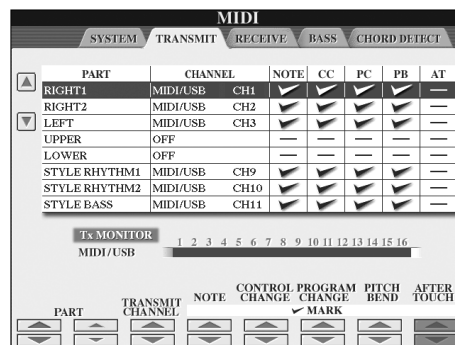 MIDI
SYSTEM TRANSMIT RECEIVE BASS CHORD DETECT
PART CHANNEL NOTE CC PC PB AT
RIGHT1 MIDI/USB CH1
RIGHT2 MIDI/USB CH2
LEFT MIDI/USB CH3
UPPER OFF
LOWER OFF
STYLE RHYTHM1 MIDI/USB CH9
STYLE RHYTHM2 MIDI/USB CH10
STYLE BASS MIDI/USB CH11
Tx MONITOR 1 2 3 4 5 6 7 8 9 10 11 12 13 14 15 16
MIDI/USB
PART TRANSMIT CHANNEL NOTE CONTROL CHANGE PROGRAM CHANGE PITCH BEND AFTER TOUCH
MARK